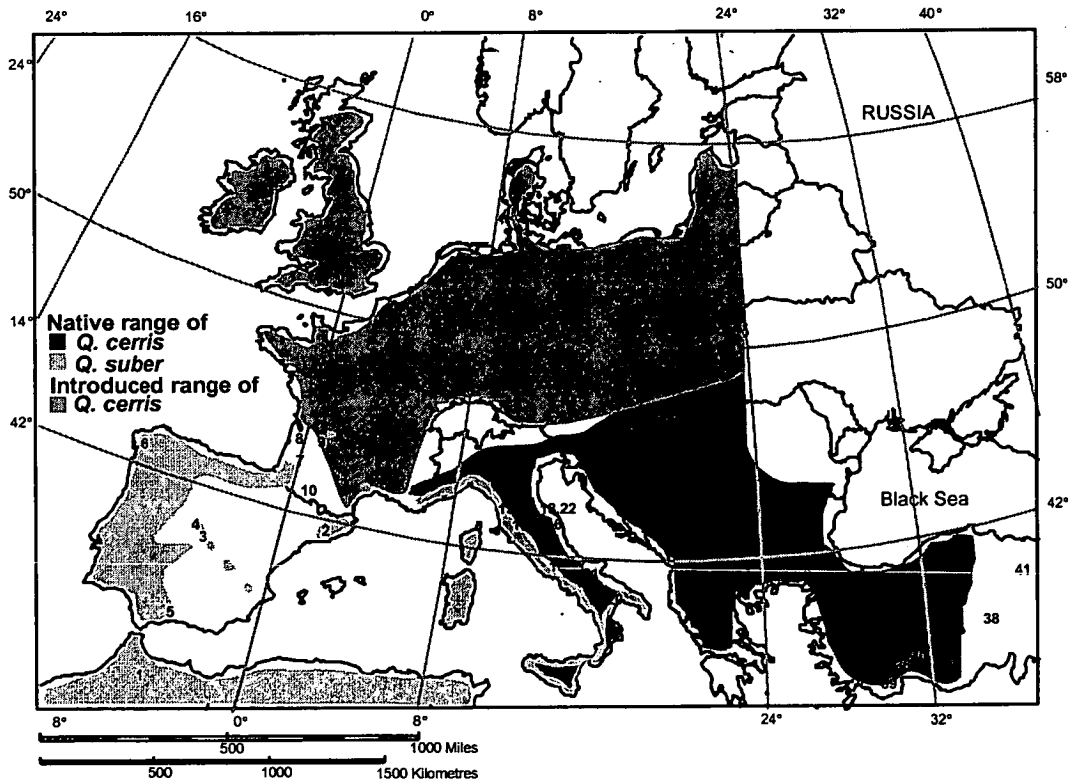 24° 16° 0° 8° 24° 32° 40°
24°
58°
RUSSIA
50°
50°
14°
Native range of
Q. cerris
Q. suber
Introduced range of
Q. cerris
42°
6
8
10
2
4
3
5
1
22
Black Sea
42°
41
38
8° 0° 8° 24° 32°
500 1000 Miles
500 1000 1500 Kilometres